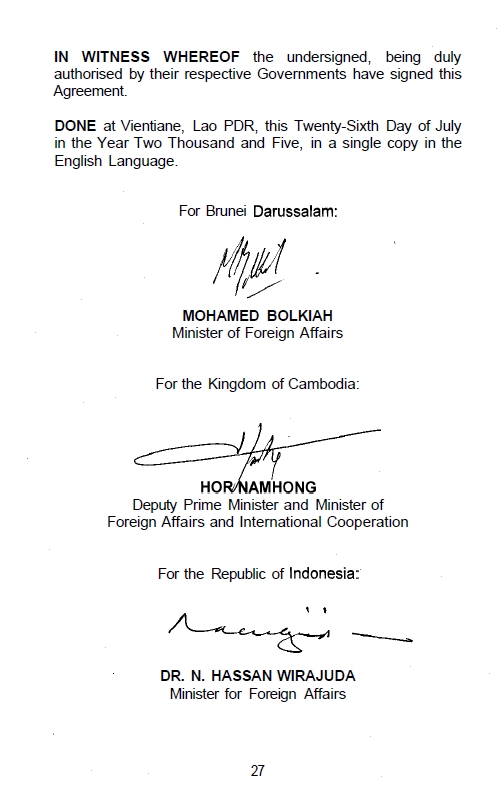 IN WITNESS WHEREOF the undersigned, being duly
authorised by their respective Governments have signed this
Agreement.
DONE at Vientiane, Lao PDR, this Twenty-Sixth Day of July
in the Year Two Thousand and Five, in a single copy in the
English Language.
For Brunei Darussalam:
MOHAMED BOLKIAH
Minister of Foreign Affairs
For the Kingdom of Cambodia:
HOR NAMHONG
Deputy Prime Minister and Minister of
Foreign Affairs and International Cooperation
For the Republic of Indonesia:
DR. N. HASSAN WIRAJUDA
Minister for Foreign Affairs
27